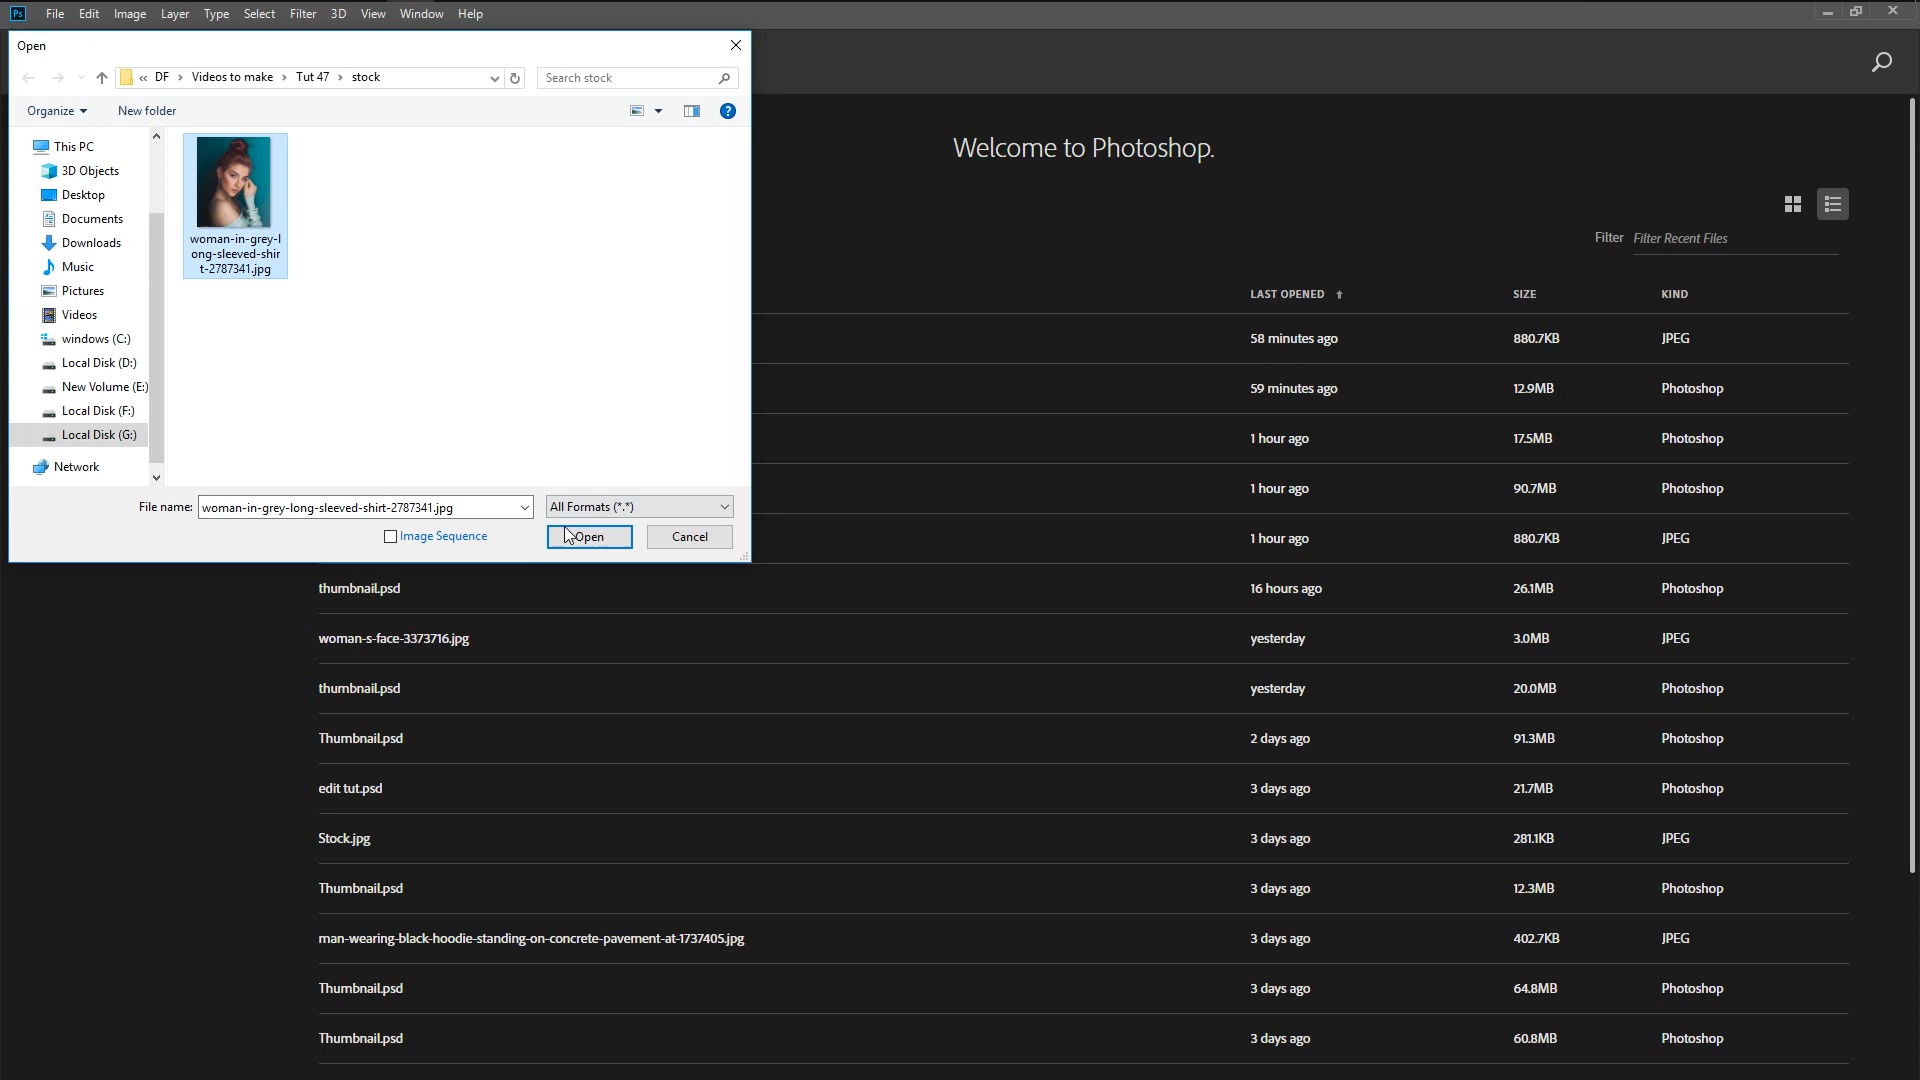 Ps File Edit Image Layer Type Select Filter 3D View Window Help
Open
« DF › Videos to make › Tut 47 › stock
Search stock
Organize New folder
?
This PC
3D Objects
Desktop
Documents
Downloads
Music
Pictures
Videos
windows (C:)
Local Disk (D:)
New Volume (E:)
Local Disk (F:)
Local Disk (G:)
Network
woman-in-grey-l
ong-sleeved-shir
t-2787341.jpg
File name: woman-in-grey-long-sleeved-shirt-2787341.jpg All Formats (*.*)
Image Sequence Open Cancel
Welcome to Photoshop.
Filter Filter Recent Files
LAST OPENED SIZE KIND
58 minutes ago 880.7KB JPEG
59 minutes ago 12.9MB Photoshop
1 hour ago 17.5MB Photoshop
1 hour ago 90.7MB Photoshop
1 hour ago 880.7KB JPEG
thumbnail.psd 16 hours ago 26.1MB Photoshop
woman-s-face-3373716.jpg yesterday 3.0MB JPEG
thumbnail.psd yesterday 20.0MB Photoshop
Thumbnail.psd 2 days ago 91.3MB Photoshop
edit tut.psd 3 days ago 21.7MB Photoshop
Stock.jpg 3 days ago 281.1KB JPEG
Thumbnail.psd 3 days ago 12.3MB Photoshop
man-wearing-black-hoodie-standing-on-concrete-pavement-at-1737405.jpg 3 days ago 402.7KB JPEG
Thumbnail.psd 3 days ago 64.8MB Photoshop
Thumbnail.psd 3 days ago 60.8MB Photoshop